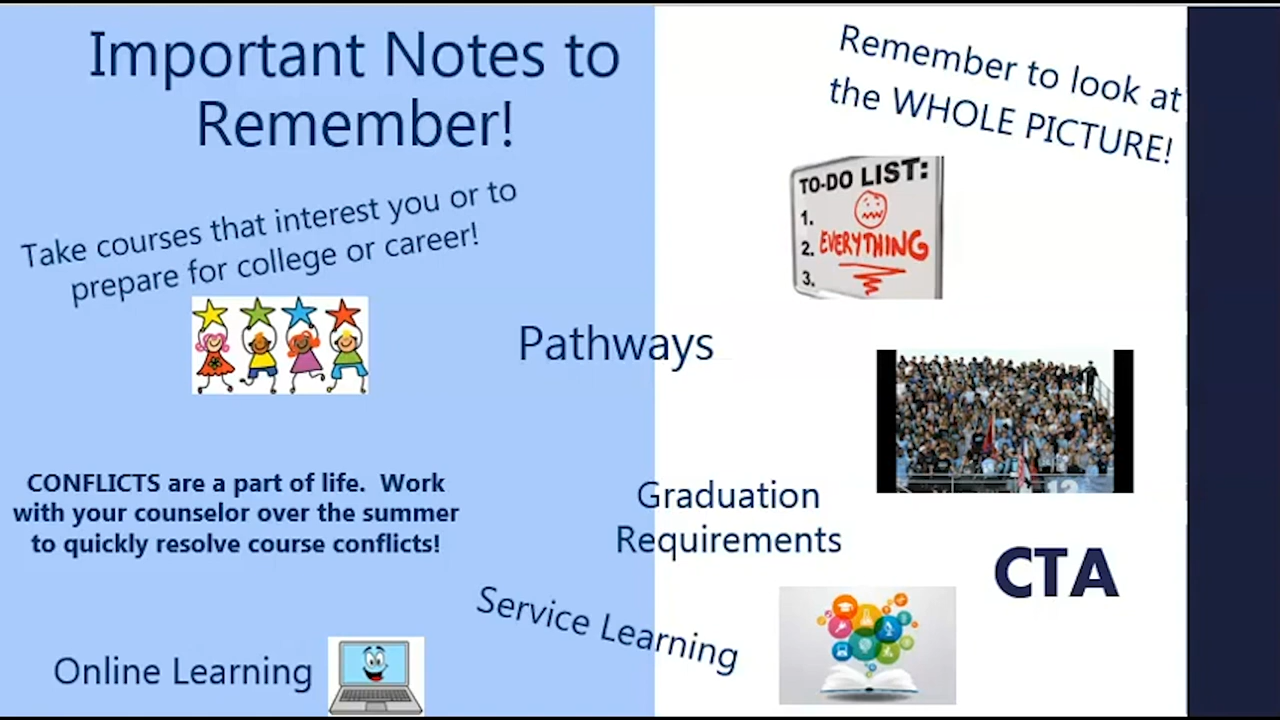 Important Notes to
Remember!
Remember to look at
the WHOLE PICTURE!
Take courses that interest you or to
prepare for college or career!
TO-DO LIST:
1.
2. EVERYTHING
3.
Pathways
CONFLICTS are a part of life.  Work
with your counselor over the summer
to quickly resolve course conflicts!
Graduation
Requirements
12
CTA
Service Learning
Online Learning